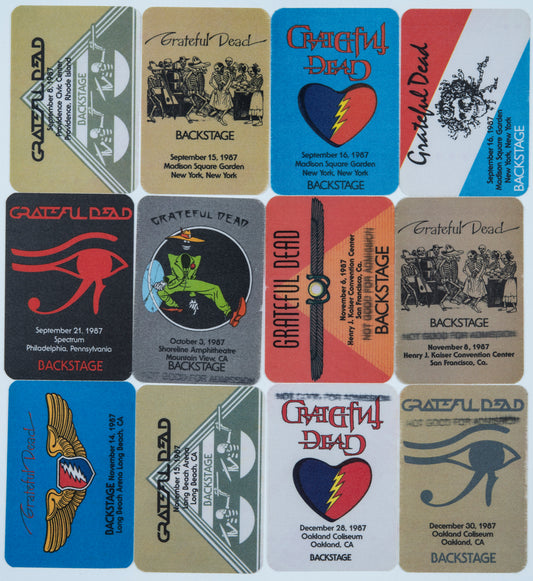 GRATEFUL DEAD
September 8, 1987
Providence Civic Center
Providence, Rhode Island
BACKSTAGE
Grateful Dead
BACKSTAGE
September 15, 1987
Madison Square Garden
New York, New York
GRATEFUL
DEAD
September 16, 1987
Madison Square Garden
New York, New York
BACKSTAGE
Grateful Dead
September 16, 1987
Madison Square Garden
New York, New York
BACKSTAGE
GRATEFUL DEAD
September 21, 1987
Spectrum
Philadelphia, Pennsylvania
BACKSTAGE
GRATEFUL DEAD
October 3, 1987
Shoreline Amphitheatre
Mountain View, CA
BACKSTAGE
NOT GOOD FOR ADMISSION
GRATEFUL DEAD
November 6, 1987
Henry J. Kaiser Convention Center
San Francisco, Ca.
NOT GOOD FOR ADMISSION
BACKSTAGE
Grateful Dead
BACKSTAGE
NOT GOOD FOR ADMISSION
November 8, 1987
Henry J. Kaiser Convention Center
San Francisco, Ca.
Grateful Dead
BACKSTAGE November 14, 1987
Long Beach Arena Long Beach, CA
GRATEFUL DEAD
November 15, 1987
Long Beach Arena
Long Beach, CA
BACKSTAGE
NOT GOOD FOR ADMISSION
GRATEFUL
DEAD
December 28, 1987
Oakland Coliseum
Oakland, CA
BACKSTAGE
GRATEFUL DEAD
NOT GOOD FOR ADMISSION
December 30, 1987
Oakland Coliseum
Oakland, CA
BACKSTAGE